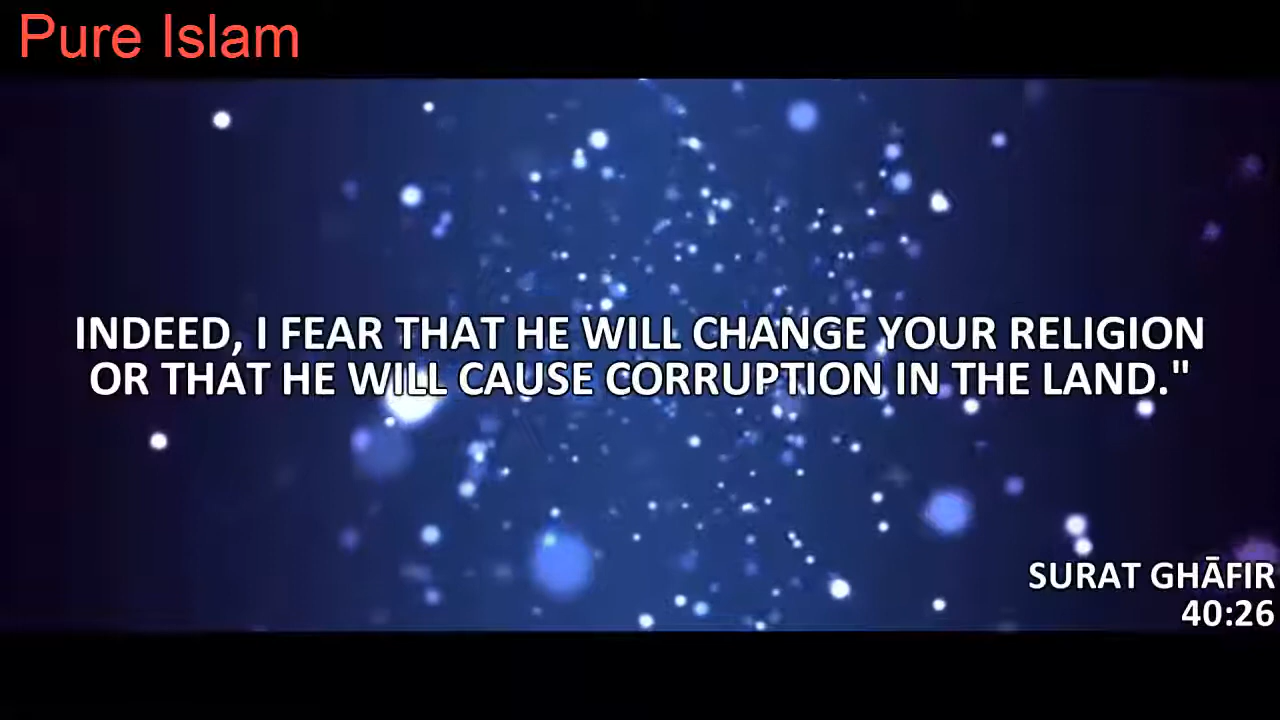 Pure Islam
INDEED, I FEAR THAT HE WILL CHANGE YOUR RELIGION
OR THAT HE WILL CAUSE CORRUPTION IN THE LAND."
SURAT GHĀFIR
40:26